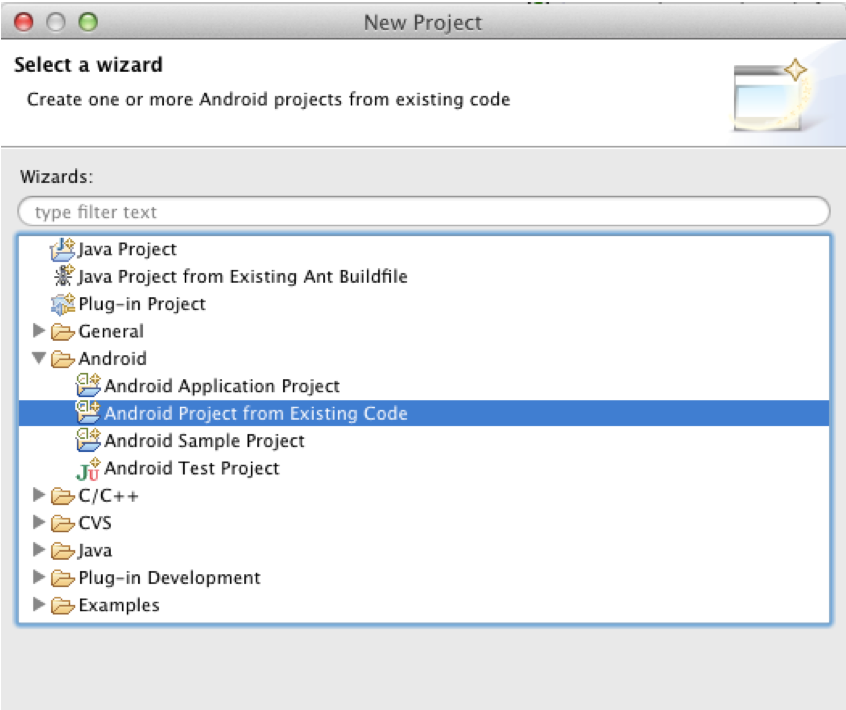 New Project
Select a wizard
Create one or more Android projects from existing code
Wizards:
type filter text
Java Project
Java Project from Existing Ant Buildfile
Plug-in Project
General
Android
Android Application Project
Android Project from Existing Code
Android Sample Project
Android Test Project
C/C++
CVS
Java
Plug-in Development
Examples